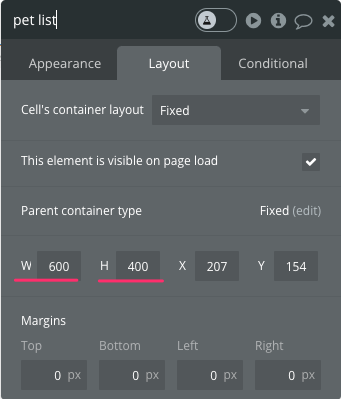 pet list
Appearance Layout Conditional
Cell's container layout Fixed
This element is visible on page load
Parent container type Fixed (edit)
W 600 H 400 X 207 Y 154
Margins
Top Bottom Left Right
0 px 0 px 0 px 0 px